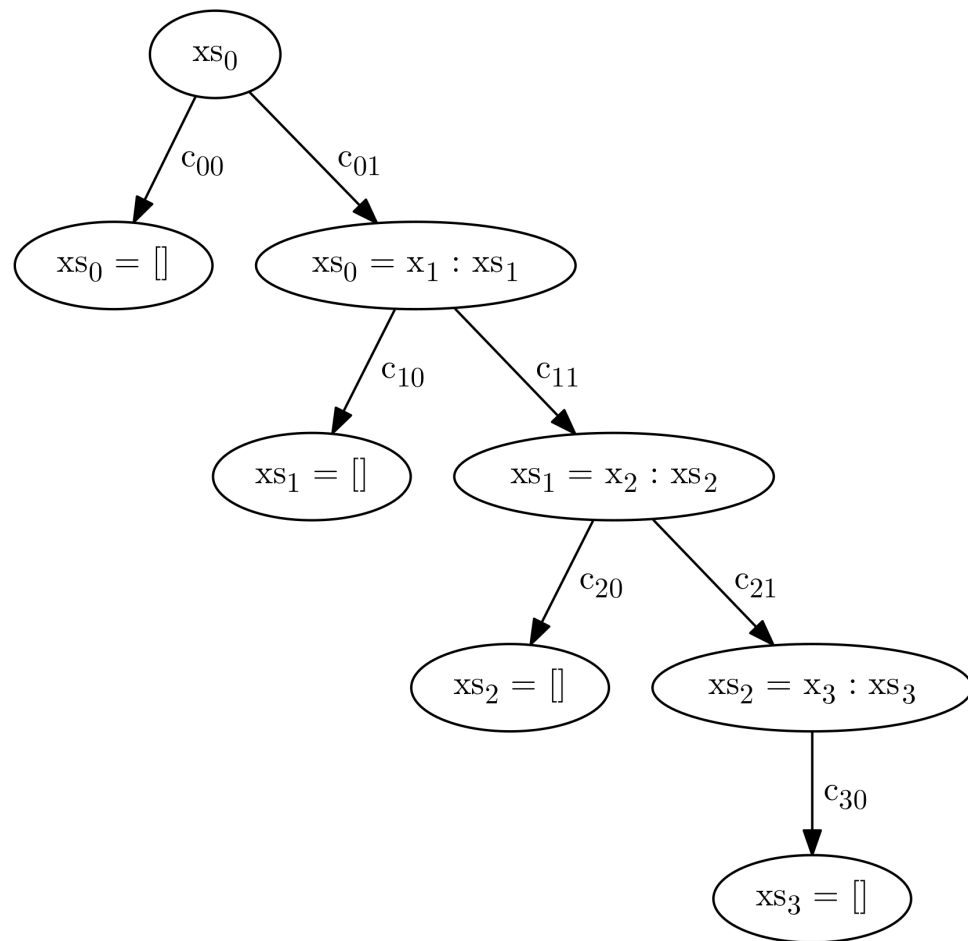 xs₀
c₀₀
c₀₁
xs₀ = []
xs₀ = x₁ : xs₁
c₁₀
c₁₁
xs₁ = []
xs₁ = x₂ : xs₂
c₂₀
c₂₁
xs₂ = []
xs₂ = x₃ : xs₃
c₃₀
xs₃ = []